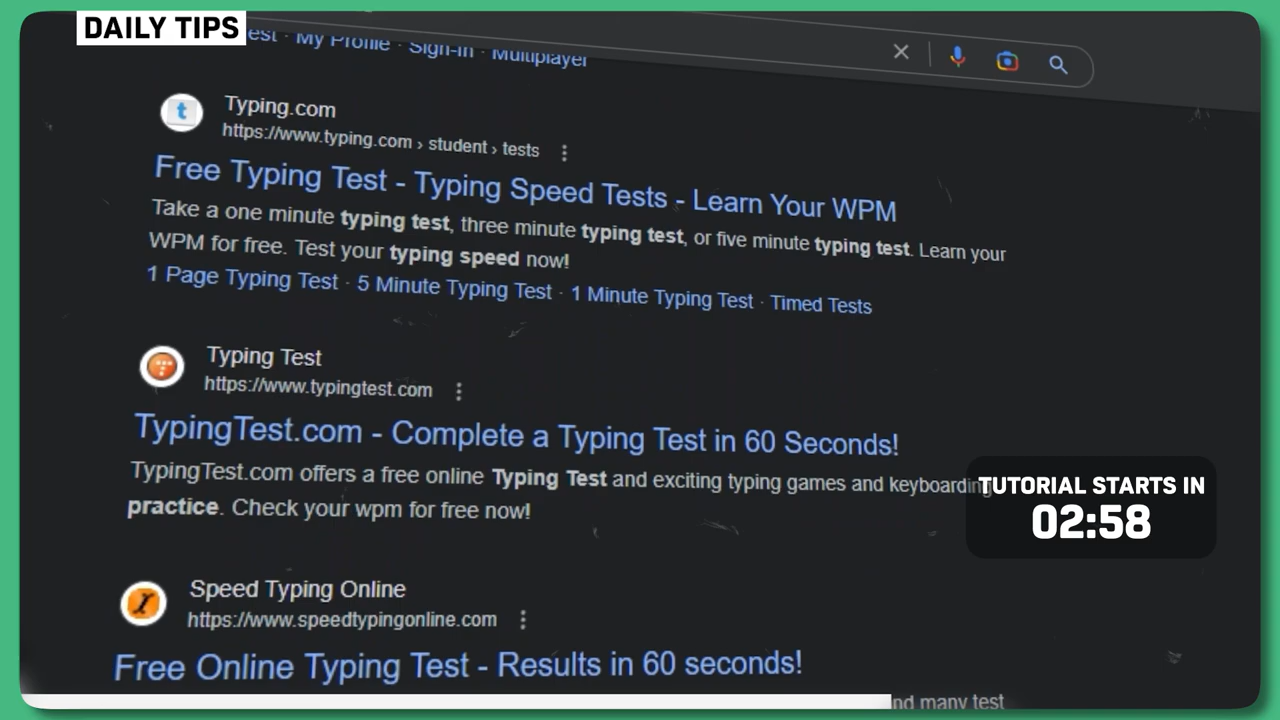 DAILY TIPS
My Profile · Sign-In · Multiplayer
Typing.com
https://www.typing.com › student › tests
Free Typing Test - Typing Speed Tests - Learn Your WPM
Take a one minute typing test, three minute typing test, or five minute typing test. Learn your
WPM for free. Test your typing speed now!
1 Page Typing Test · 5 Minute Typing Test · 1 Minute Typing Test · Timed Tests
Typing Test
https://www.typingtest.com
TypingTest.com - Complete a Typing Test in 60 Seconds!
TypingTest.com offers a free online Typing Test and exciting typing games and keyboarding
practice. Check your wpm for free now!
TUTORIAL STARTS IN
02:58
Speed Typing Online
https://www.speedtypingonline.com
Free Online Typing Test - Results in 60 seconds!
many test